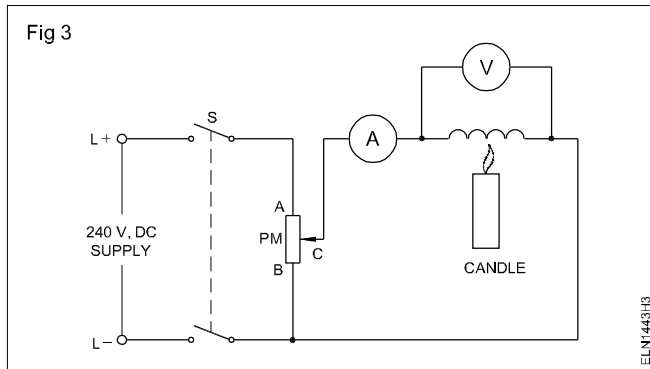 Fig 3
V
S
L+
A
A
240 V, DC
SUPPLY
PM
C
B
CANDLE
L−
ELN1443H3